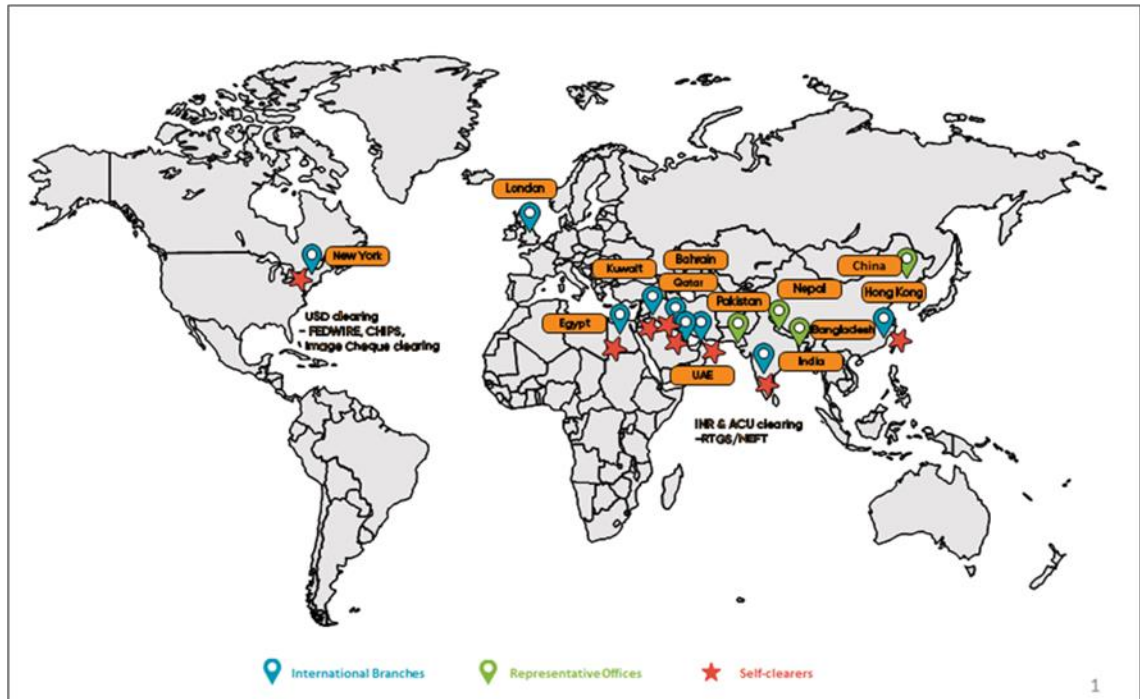 London
New York
Kuwait
Bahrain
Qatar
China
Nepal
Hong Kong
Pakistan
Egypt
Bangladesh
India
UAE
USD clearing
- FEDWIRE, CHIPS,
Image Cheque clearing
INR & ACU clearing
-RTGS/NEFT
International Branches
Representative Offices
Self-clearers
1